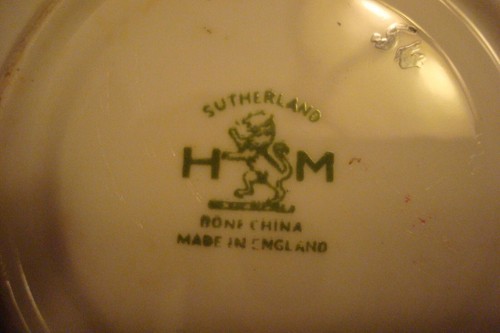 SUTHERLAND
H M
BONE CHINA
MADE IN ENGLAND